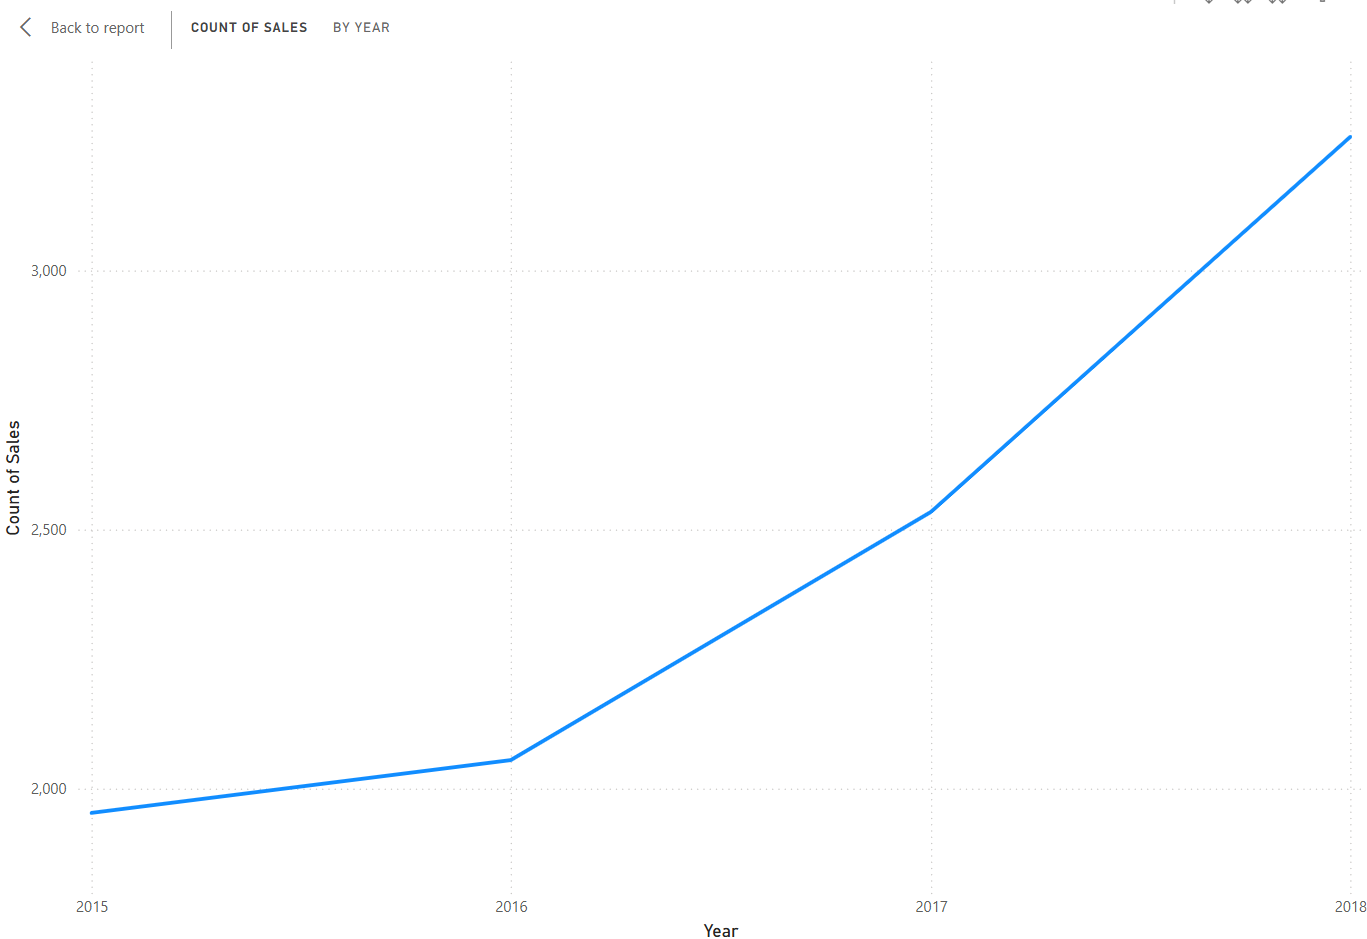 Back to report
COUNT OF SALES BY YEAR
3,000
Count of Sales
2,500
2,000
2015 2016 2017 2018
Year